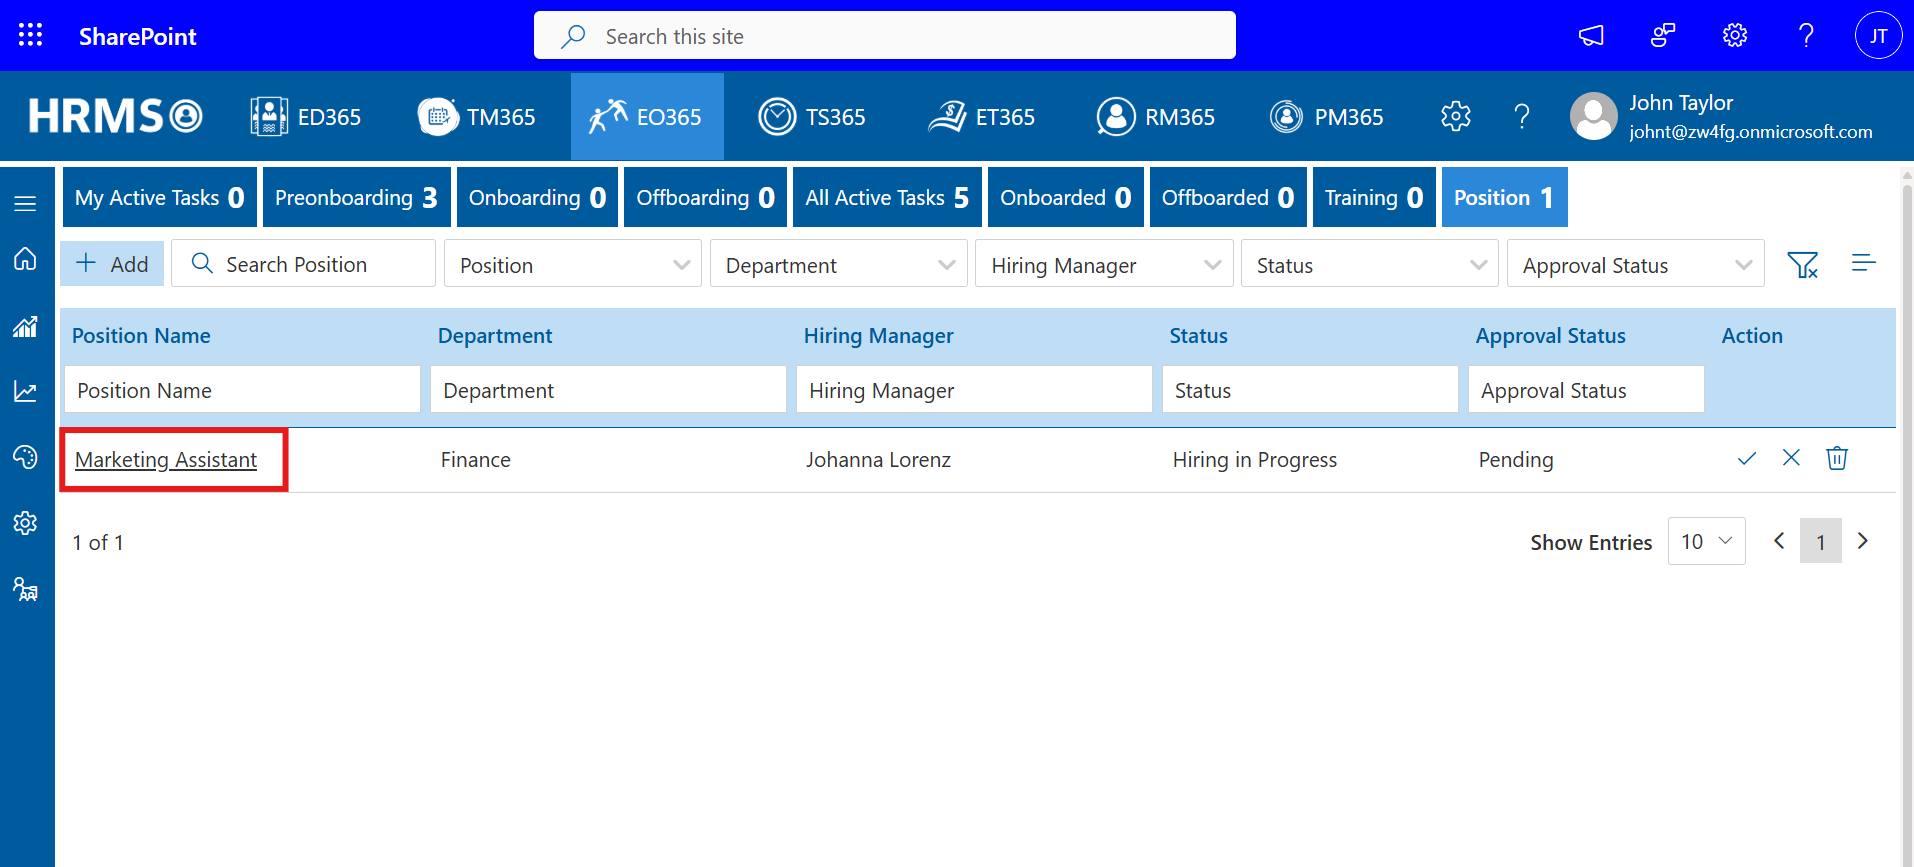 SharePoint
Search this site
JT
HRMS
ED365
TM365
EO365
TS365
ET365
RM365
PM365
John Taylor
johnt@zw4fg.onmicrosoft.com
My Active Tasks 0
Preonboarding 3
Onboarding 0
Offboarding 0
All Active Tasks 5
Onboarded 0
Offboarded 0
Training 0
Position 1
Add
Search Position
Position
Department
Hiring Manager
Status
Approval Status
Position Name
Department
Hiring Manager
Status
Approval Status
Action
Position Name
Department
Hiring Manager
Status
Approval Status
Marketing Assistant
Finance
Johanna Lorenz
Hiring in Progress
Pending
1 of 1
Show Entries
10
1